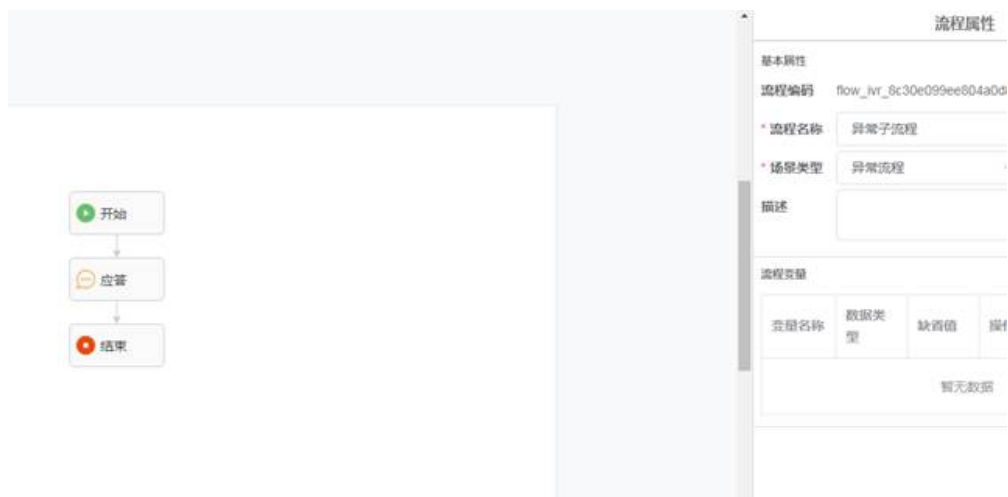 流程属性
基本属性
流程编码 flow_ivr_8c30e099ee804a0d
* 流程名称 异常子流程
* 场景类型 异常流程
描述
开始
应答
结束
流程变量
变量名称 数据类型 缺省值 操作
暂无数据